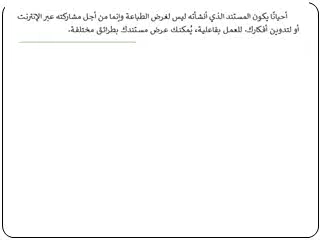 أحيانًا يكون المستند الذي أنشأته ليس لغرض الطباعة وإنما من أجل مشاركته عبر الإنترنت
أو لتدوين أفكارك. للعمل بفاعلية، يُمكنك عرض مستندك بطرائق مختلفة.